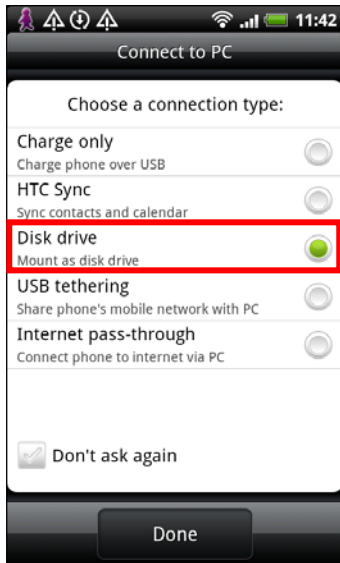 11:42
Connect to PC
Choose a connection type:
Charge only
Charge phone over USB
HTC Sync
Sync contacts and calendar
Disk drive
Mount as disk drive
USB tethering
Share phone's mobile network with PC
Internet pass-through
Connect phone to internet via PC
Don't ask again
Done